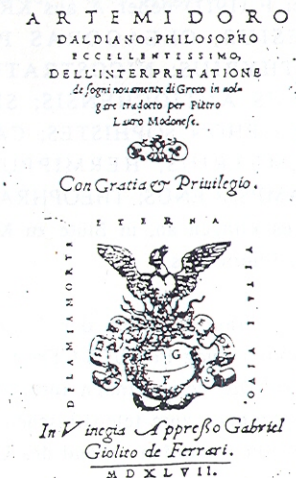 ARTEMIDORO
DALDIANO PHILOSOPHO
ECCELLENTISSIMO,
DELL'INTERPRETATIONE
de sogni nouamente di Greco in uol-
gare tradotto per Pietro
Lauro Modonese.
Con Gratia & Priuilegio.
DE LA MIA MORTE
ETERNA
VITA I VIVO
G
F
In Vinegia Appreßo Gabriel
Giolito de Ferrari.
MDXLVII.